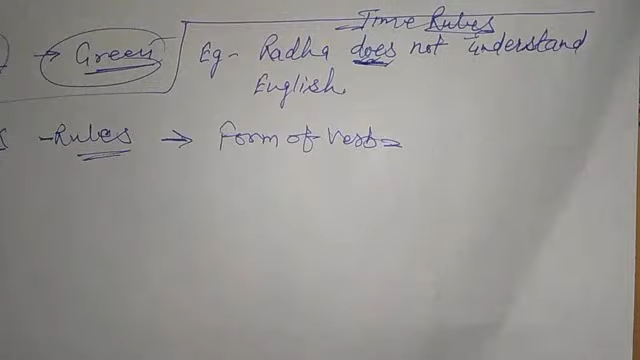 Time Rules
→ Green Eg- Radha does not understand
English.
s -Rules → form of Verb